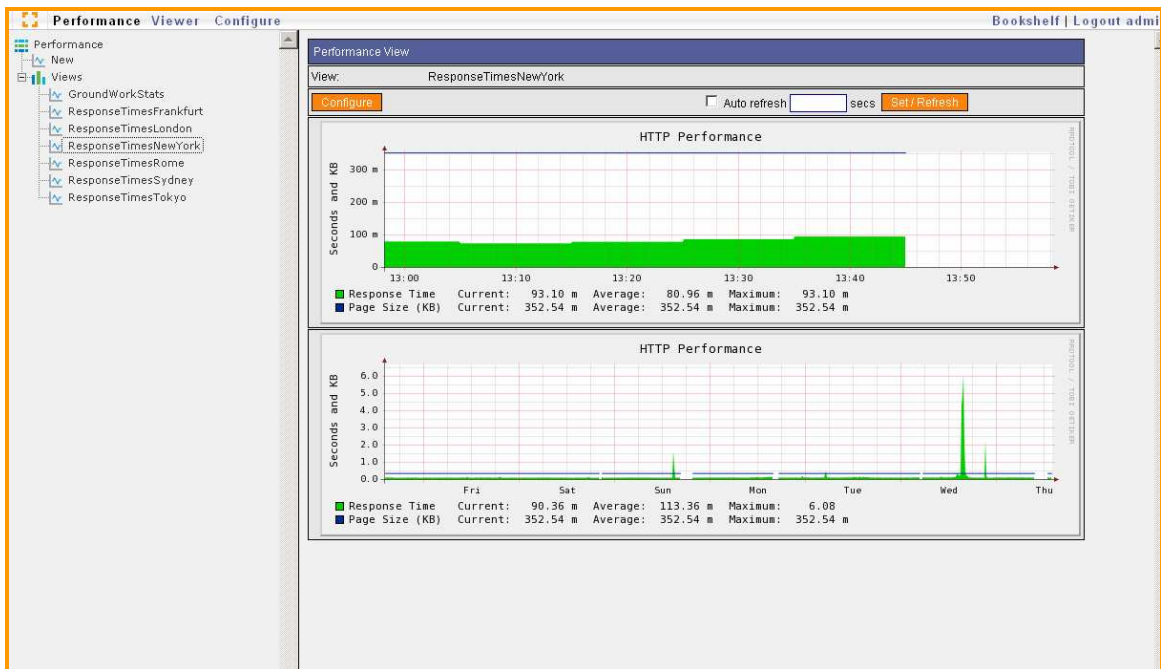 Performance Viewer Configure Bookshelf | Logout admi
Performance
New
Views
GroundWorkStats
ResponseTimesFrankfurt
ResponseTimesLondon
ResponseTimesNewYork
ResponseTimesRome
ResponseTimesSydney
ResponseTimesTokyo
Performance View
View: ResponseTimesNewYork
Configure Auto refresh secs Set / Refresh
HTTP Performance
RRDTOOL / TOBI OETIKER
Seconds and KB
300 m
200 m
100 m
0
13:00 13:10 13:20 13:30 13:40 13:50
Response Time Current: 93.10 m Average: 80.96 m Maximum: 93.10 m
Page Size (KB) Current: 352.54 m Average: 352.54 m Maximum: 352.54 m
HTTP Performance
RRDTOOL / TOBI OETIKER
Seconds and KB
6.0
5.0
4.0
3.0
2.0
1.0
0.0
Fri Sat Sun Mon Tue Wed Thu
Response Time Current: 90.36 m Average: 113.36 m Maximum: 6.08
Page Size (KB) Current: 352.54 m Average: 352.54 m Maximum: 352.54 m